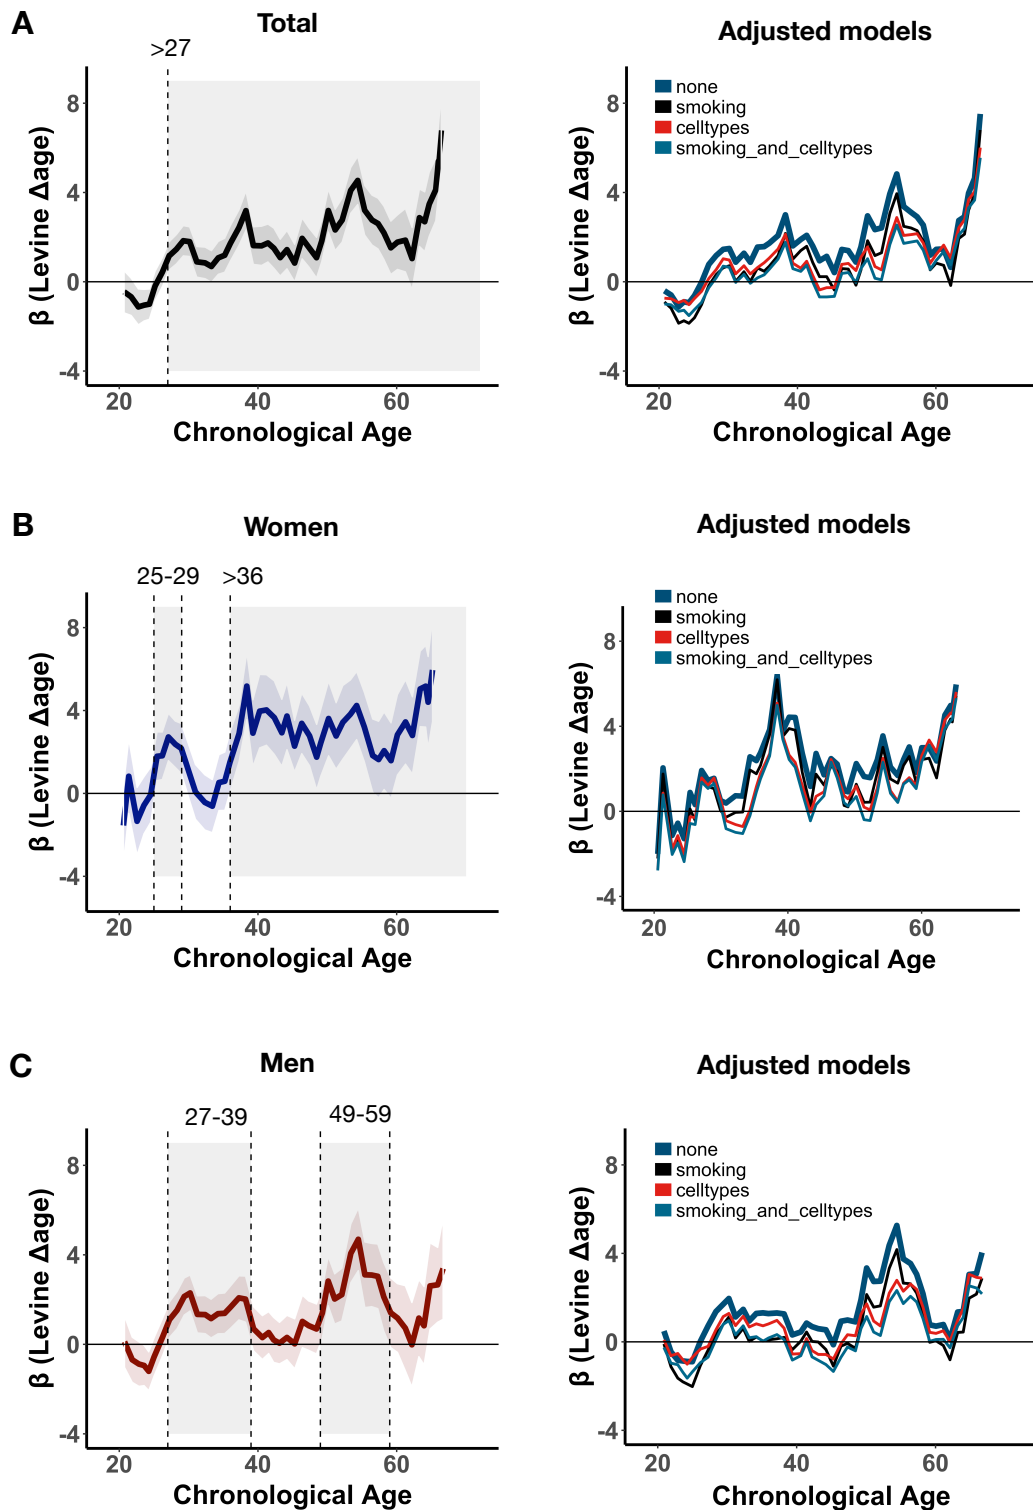 A
Total
>27
8
4
0
-4
β (Levine Δage)
20
40
60
Chronological Age
Adjusted models
none
smoking
celltypes
smoking_and_celltypes
8
4
0
-4
β (Levine Δage)
20
40
60
Chronological Age
B
Women
25-29
>36
8
4
0
-4
β (Levine Δage)
20
40
60
Chronological Age
Adjusted models
none
smoking
celltypes
smoking_and_celltypes
8
4
0
-4
β (Levine Δage)
20
40
60
Chronological Age
C
Men
27-39
49-59
8
4
0
-4
β (Levine Δage)
20
40
60
Chronological Age
Adjusted models
none
smoking
celltypes
smoking_and_celltypes
8
4
0
-4
β (Levine Δage)
20
40
60
Chronological Age